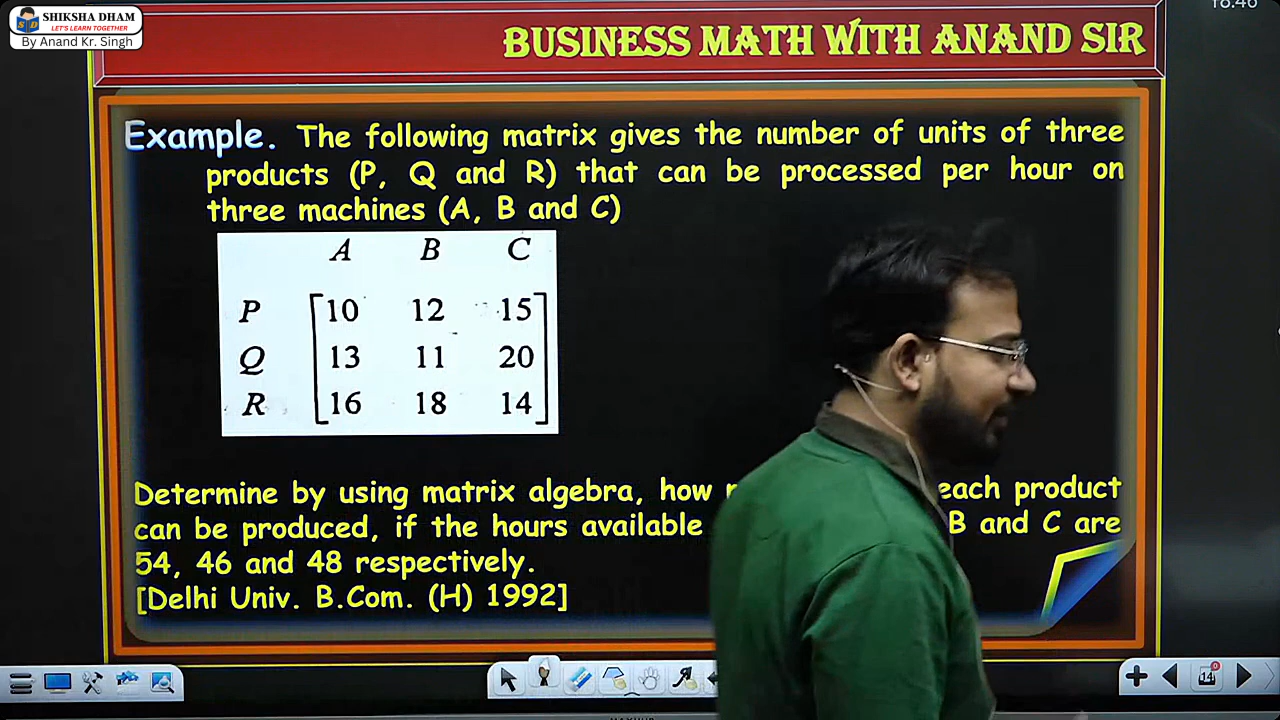 18:46
SHIKSHA DHAM
LET'S LEARN TOGETHER
By Anand Kr. Singh
BUSINESS MATH WITH ANAND SIR
Example. The following matrix gives the number of units of three
products (P, Q and R) that can be processed per hour on
three machines (A, B and C)
A B C
P 10 12 15
Q 13 11 20
R 16 18 14
Determine by using matrix algebra, how each product
can be produced, if the hours available B and C are
54, 46 and 48 respectively.
[Delhi Univ. B.Com. (H) 1992]
14